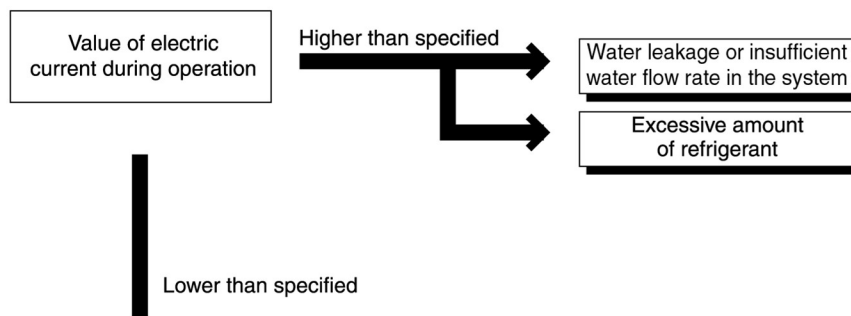 Value of electric
current during operation
Higher than specified
Water leakage or insufficient
water flow rate in the system
Excessive amount
of refrigerant
Lower than specified